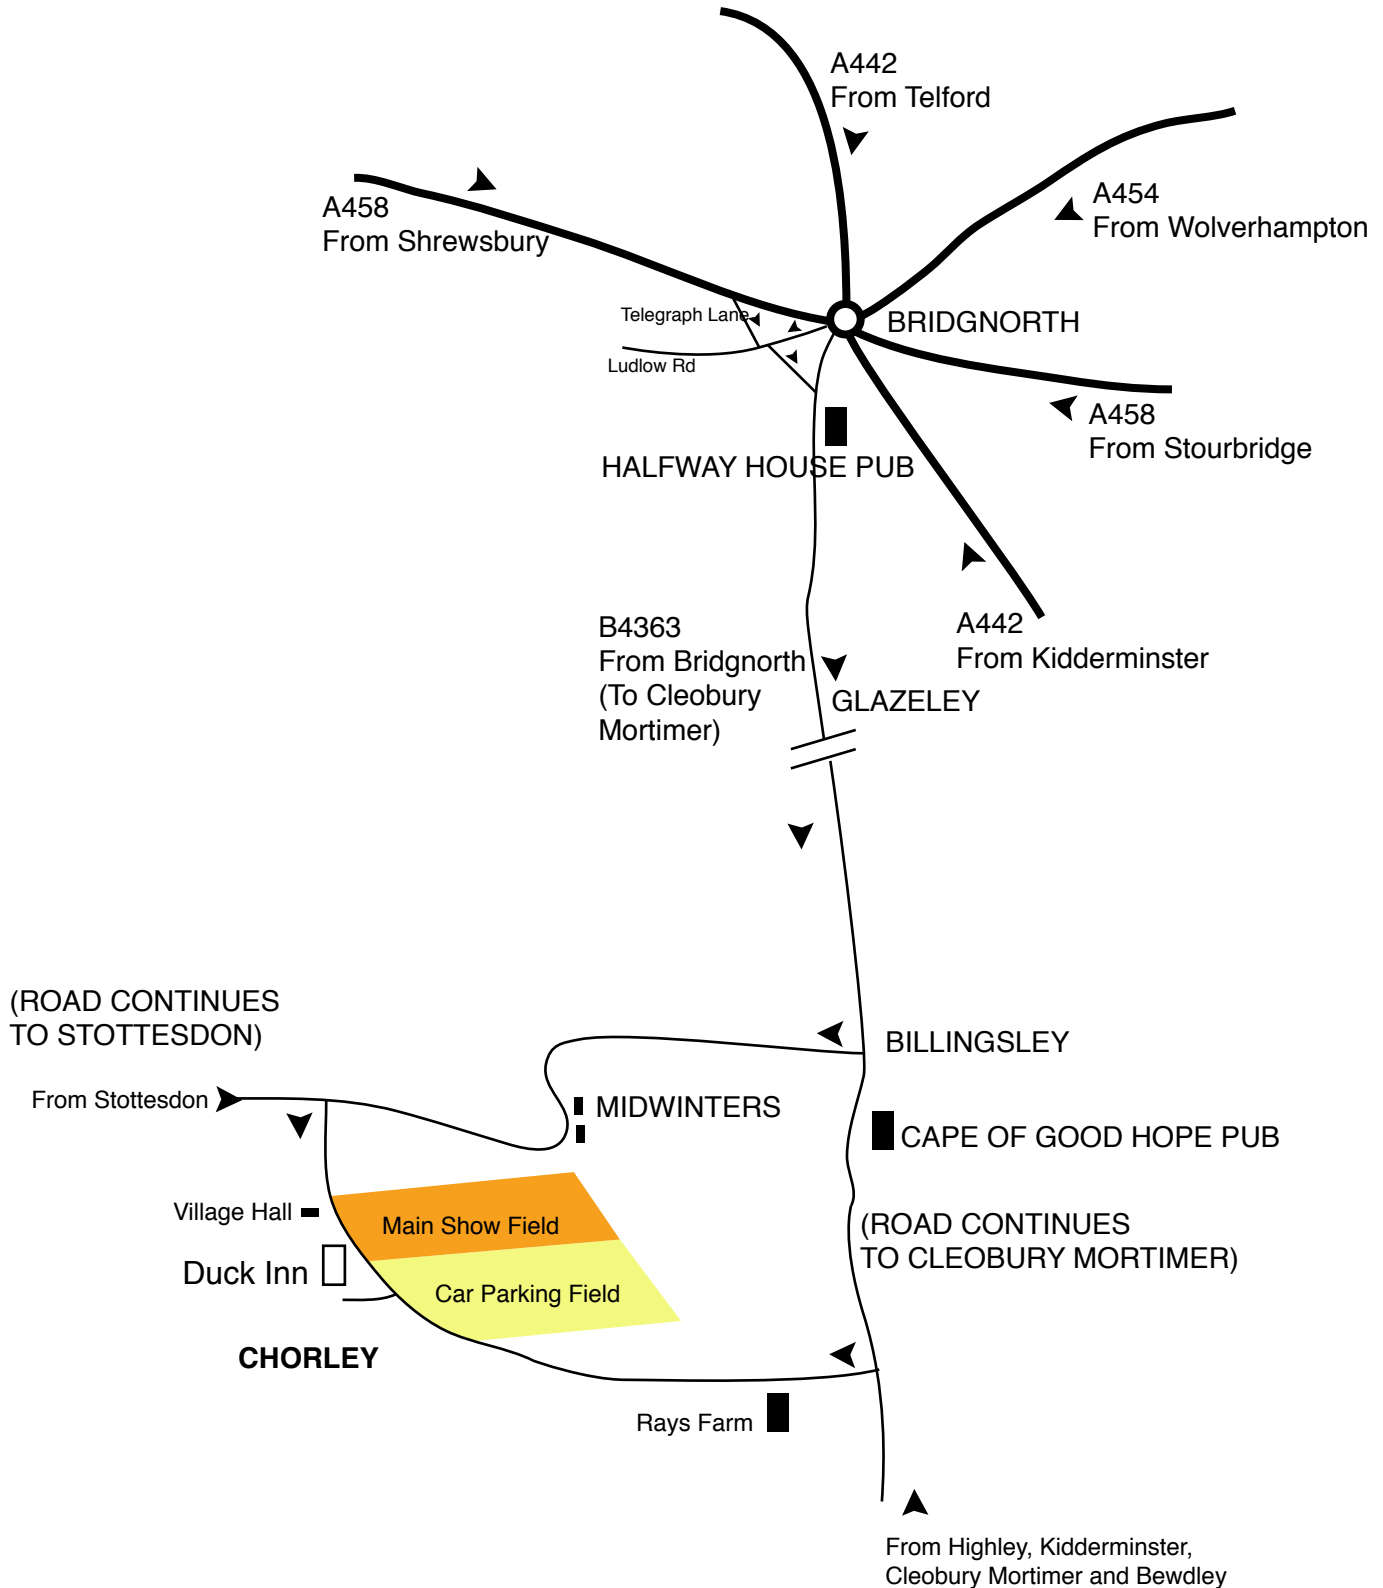 A442
From Telford
A454
From Wolverhampton
A458
From Shrewsbury
Telegraph Lane
BRIDGNORTH
Ludlow Rd
A458
From Stourbridge
HALFWAY HOUSE PUB
B4363
From Bridgnorth
(To Cleobury
Mortimer)
A442
From Kidderminster
GLAZELEY
(ROAD CONTINUES
TO STOTTESDON)
BILLINGSLEY
From Stottesdon
MIDWINTERS
CAPE OF GOOD HOPE PUB
Village Hall
Main Show Field
(ROAD CONTINUES
TO CLEOBURY MORTIMER)
Duck Inn
Car Parking Field
CHORLEY
Rays Farm
From Highley, Kidderminster,
Cleobury Mortimer and Bewdley